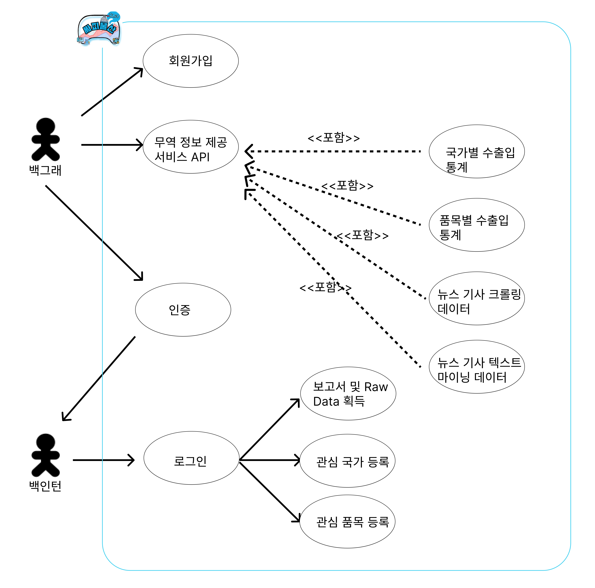 회원가입
무역 정보 제공
서비스 API
<<포함>>
국가별 수출입
통계
백그래
<<포함>>
품목별 수출입
통계
<<포함>>
<<포함>>
뉴스 기사 크롤링
데이터
인증
뉴스 기사 텍스트
마이닝 데이터
보고서 및 Raw
Data 획득
로그인
관심 국가 등록
백인턴
관심 품목 등록